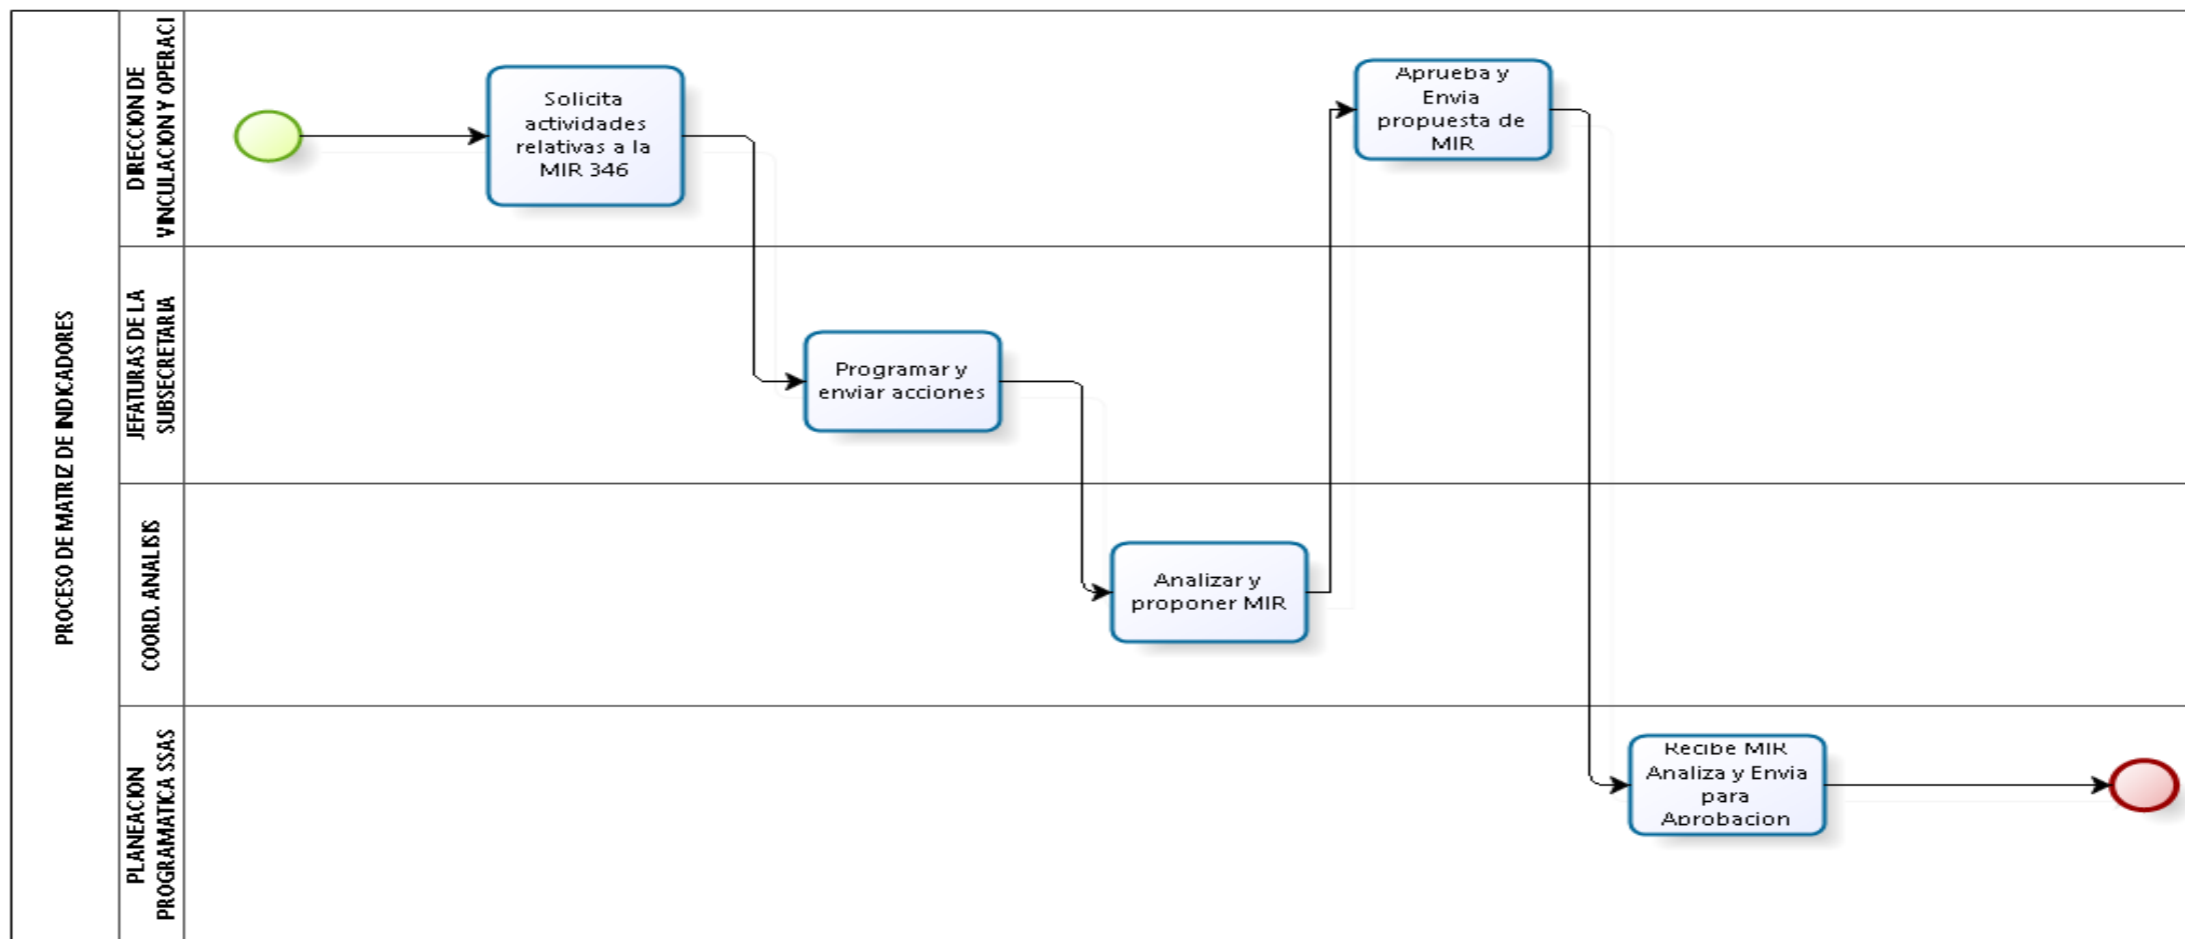 PROCESO DE MATRIZ DE INDICADORES
DIRECCION DE
VINCULACION Y OPERACI
Solicita
actividades
relativas a la
MIR 346
Aprueba y
Envia
propuesta de
MIR
JEFATURAS DE LA
SUBSECRETARIA
Programar y
enviar acciones
COORD. ANALISIS
Analizar y
proponer MIR
PLANEACION
PROGRAMATICA SSAS
Recibe MIR
Analiza y Envia
para
Aprobacion